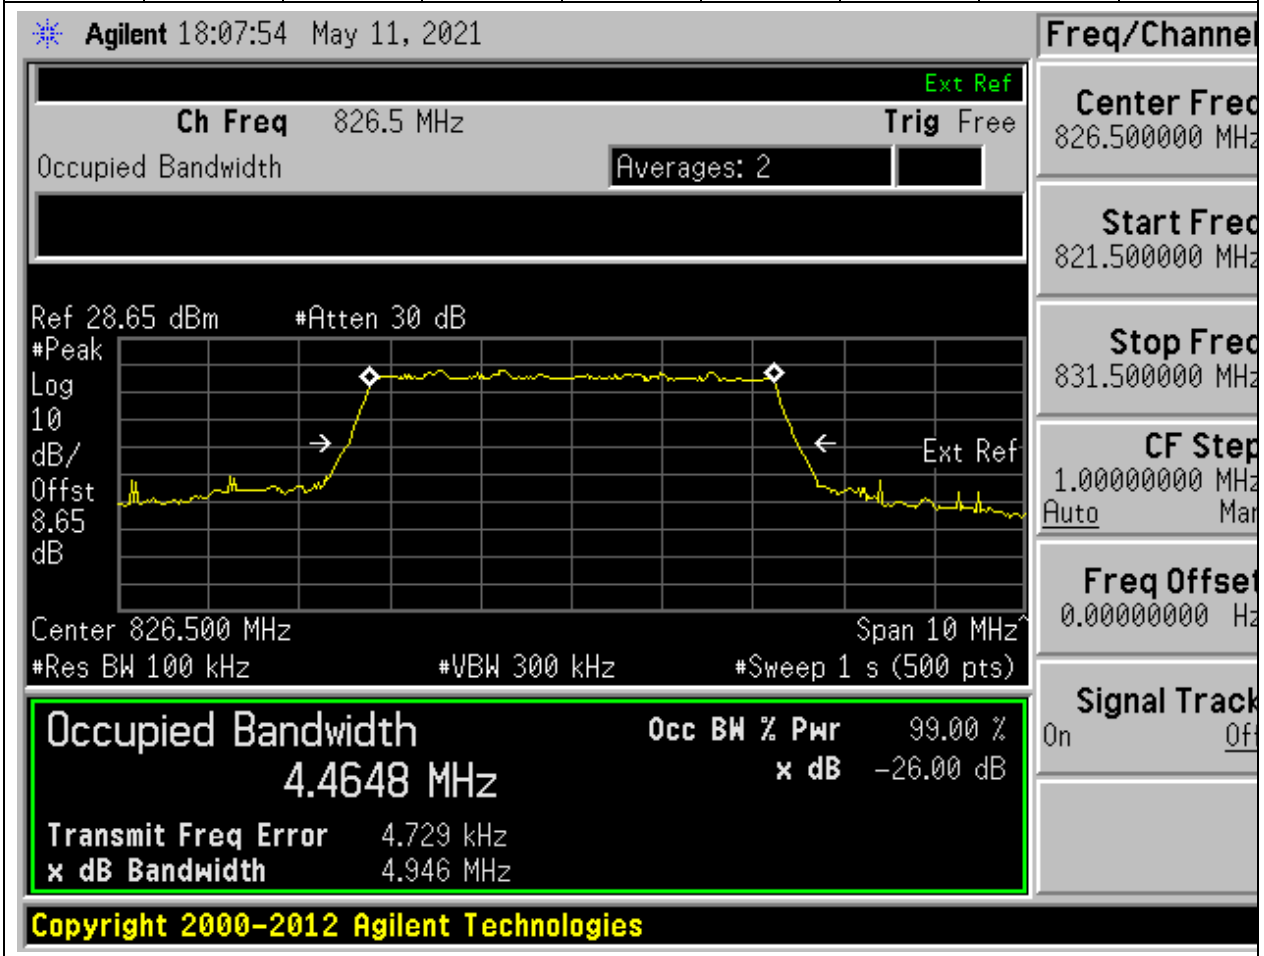 Agilent 18:07:54 May 11, 2021
Freq/Channel
Ext Ref
Ch Freq 826.5 MHz Trig Free
Occupied Bandwidth Averages: 2
Center Freq
826.500000 MHz
Start Freq
821.500000 MHz
Stop Freq
831.500000 MHz
CF Step
1.00000000 MHz
Auto Man
Freq Offset
0.00000000 Hz
Signal Track
On Off
Ref 28.65 dBm #Atten 30 dB
#Peak
Log
10
dB/
Offst
8.65
dB
Ext Ref
Center 826.500 MHz Span 10 MHz^
#Res BW 100 kHz #VBW 300 kHz #Sweep 1 s (500 pts)
Occupied Bandwidth Occ BW % Pwr 99.00 %
4.4648 MHz x dB -26.00 dB
Transmit Freq Error 4.729 kHz
x dB Bandwidth 4.946 MHz
Copyright 2000-2012 Agilent Technologies